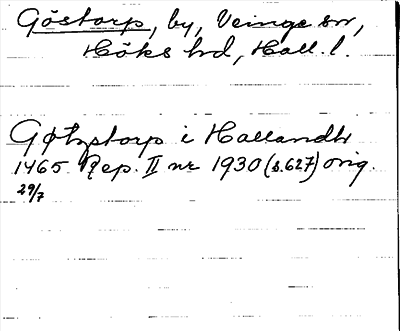 Göstorp, by, Veinge sn,
Höks hd, Hall. l.
Gøtzstorp i Hallandh
1465 Rep. II nr 1930 (s. 627) orig.
29/7